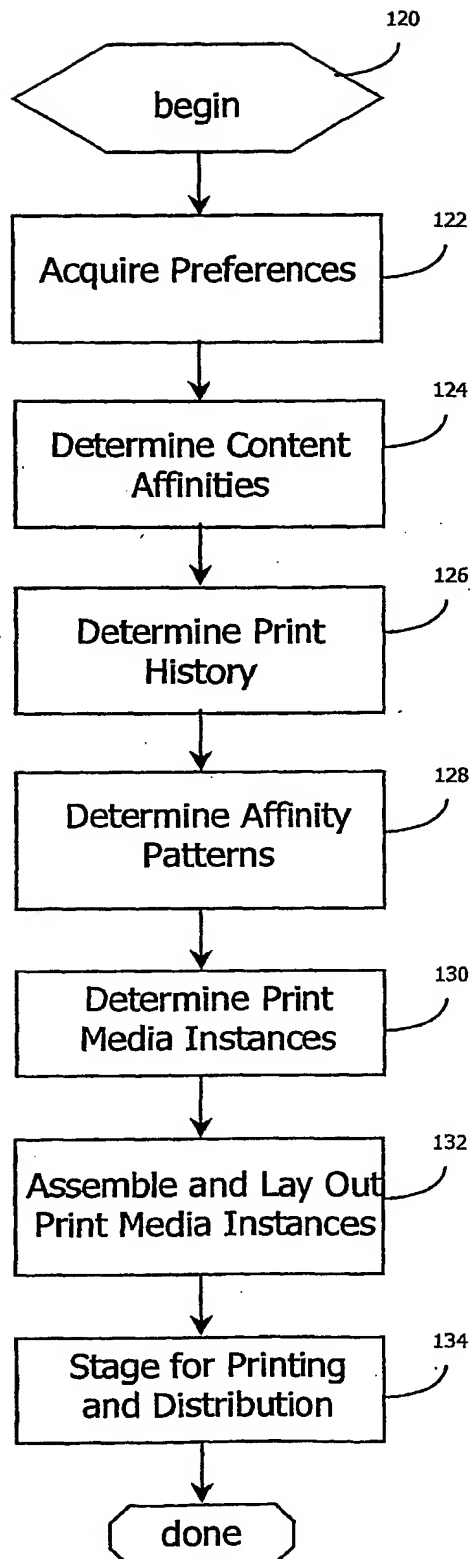 120
begin
122
Acquire Preferences
124
Determine Content
Affinities
126
Determine Print
History
128
Determine Affinity
Patterns
130
Determine Print
Media Instances
132
Assemble and Lay Out
Print Media Instances
134
Stage for Printing
and Distribution
done